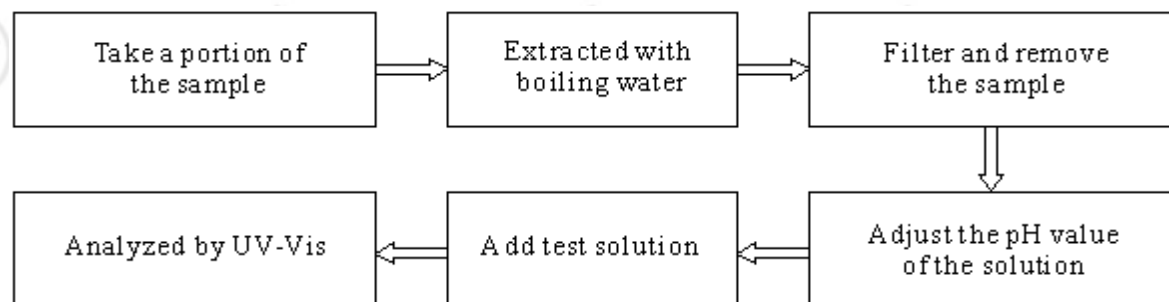 Take a portion of
the sample
Extracted with
boiling water
Filter and remove
the sample
Adjust the pH value
of the solution
Add test solution
Analyzed by UV-Vis